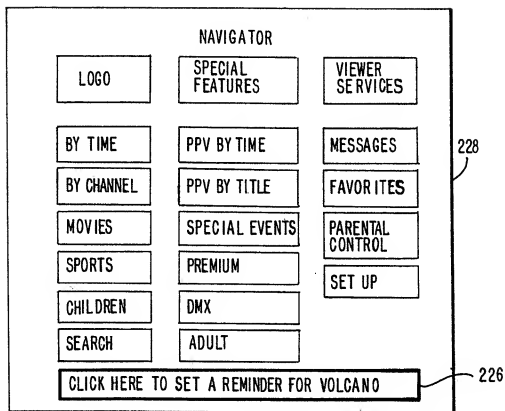 NAVIGATOR
LOGO
SPECIAL
FEATURES
VIEWER
SERVICES
BY TIME
PPV BY TIME
MESSAGES
228
BY CHANNEL
PPV BY TITLE
FAVORITES
MOVIES
SPECIAL EVENTS
PARENTAL
CONTROL
SPORTS
PREMIUM
SET UP
CHILDREN
DMX
SEARCH
ADULT
CLICK HERE TO SET A REMINDER FOR VOLCANO
226